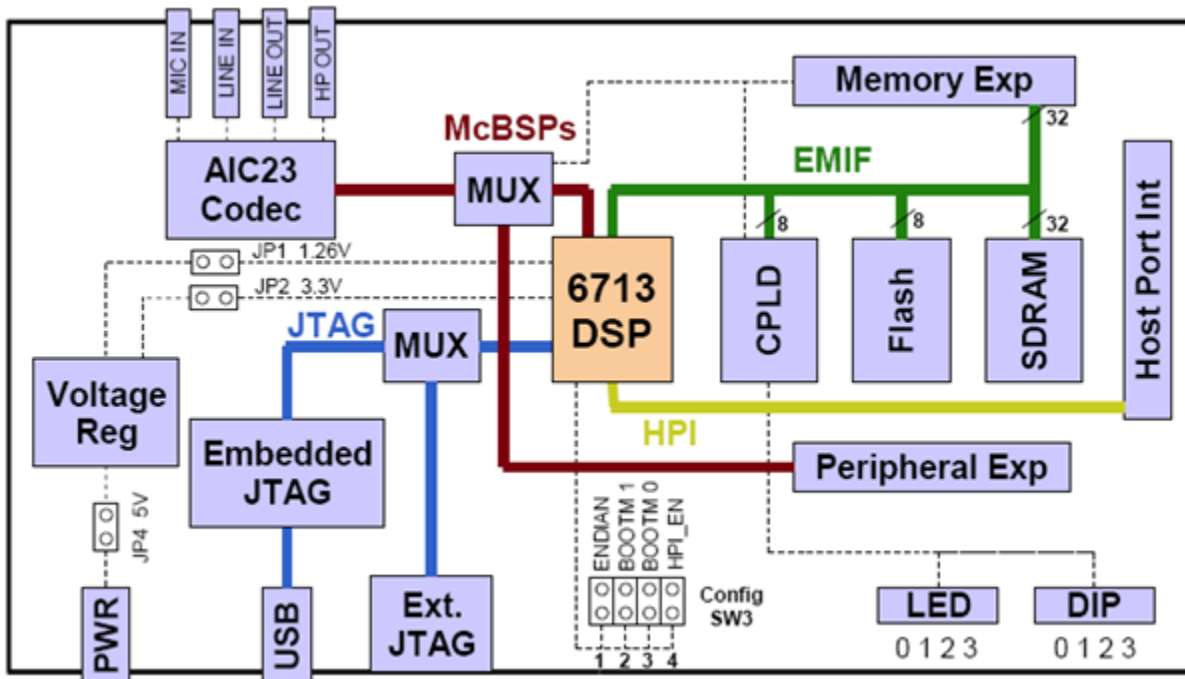 MIC IN
LINE IN
LINE OUT
HP OUT
Memory Exp
32
McBSPs
AIC23
Codec
MUX
EMIF
8
8
32
Host Port Int
JP1 1.26V
JP2 3.3V
6713
DSP
CPLD
Flash
SDRAM
JTAG
MUX
Voltage
Reg
HPI
Embedded
JTAG
Peripheral Exp
JP4 5V
ENDIAN
BOOTM 1
BOOTM 0
HPI_EN
Config
SW3
PWR
USB
Ext.
JTAG
1 2 3 4
LED
DIP
0 1 2 3
0 1 2 3